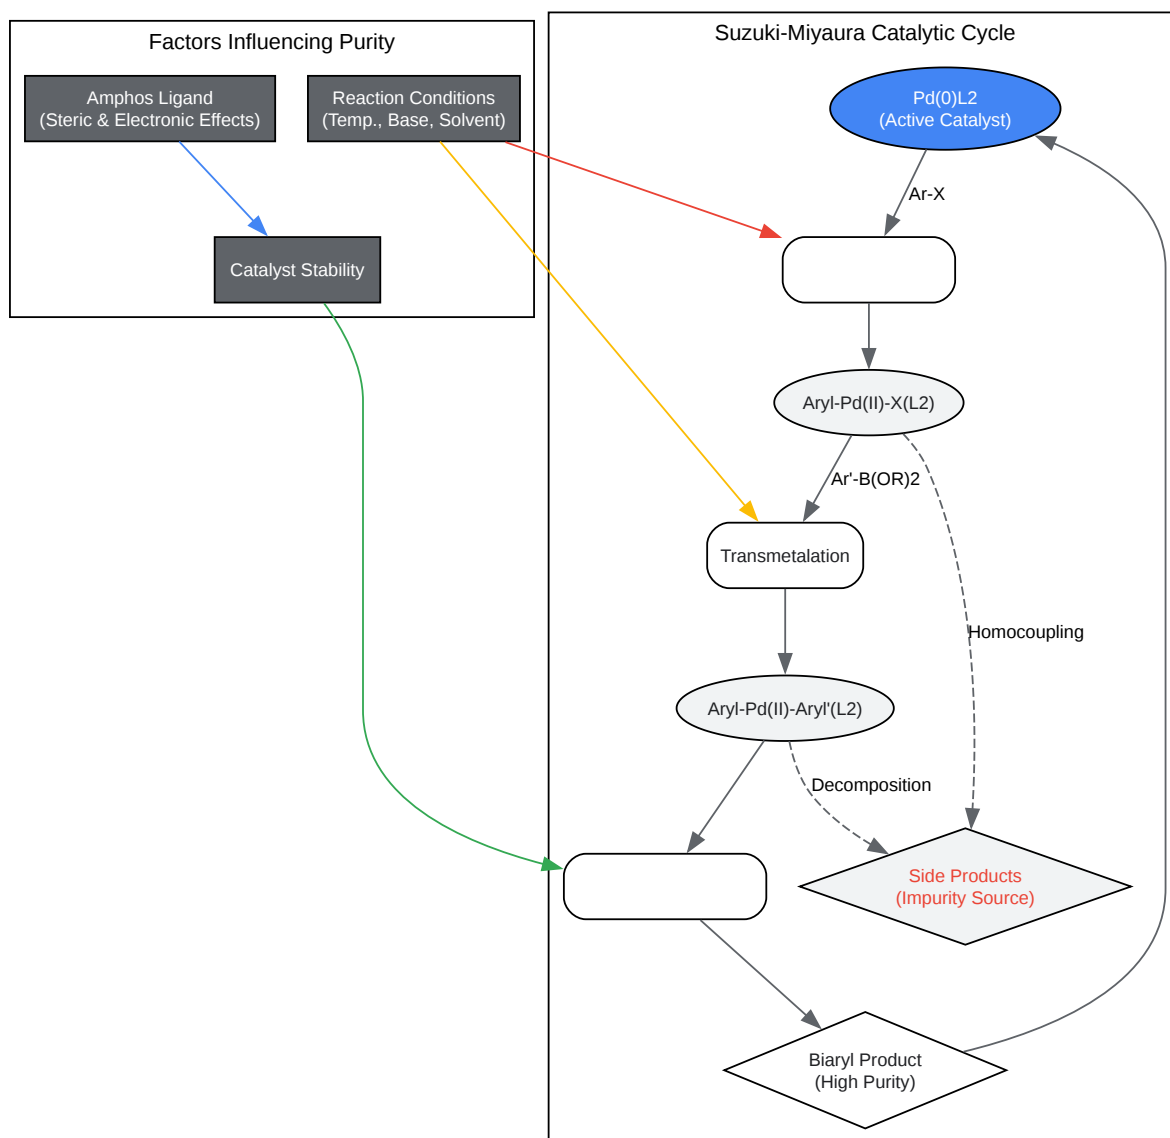 Factors Influencing Purity
Amphos Ligand
(Steric & Electronic Effects)
Reaction Conditions
(Temp., Base, Solvent)
Catalyst Stability
Suzuki-Miyaura Catalytic Cycle
Pd(0)L2
(Active Catalyst)
Ar-X
Aryl-Pd(II)-X(L2)
Ar'-B(OR)2
Transmetalation
Homocoupling
Aryl-Pd(II)-Aryl'(L2)
Decomposition
Side Products
(Impurity Source)
Biaryl Product
(High Purity)